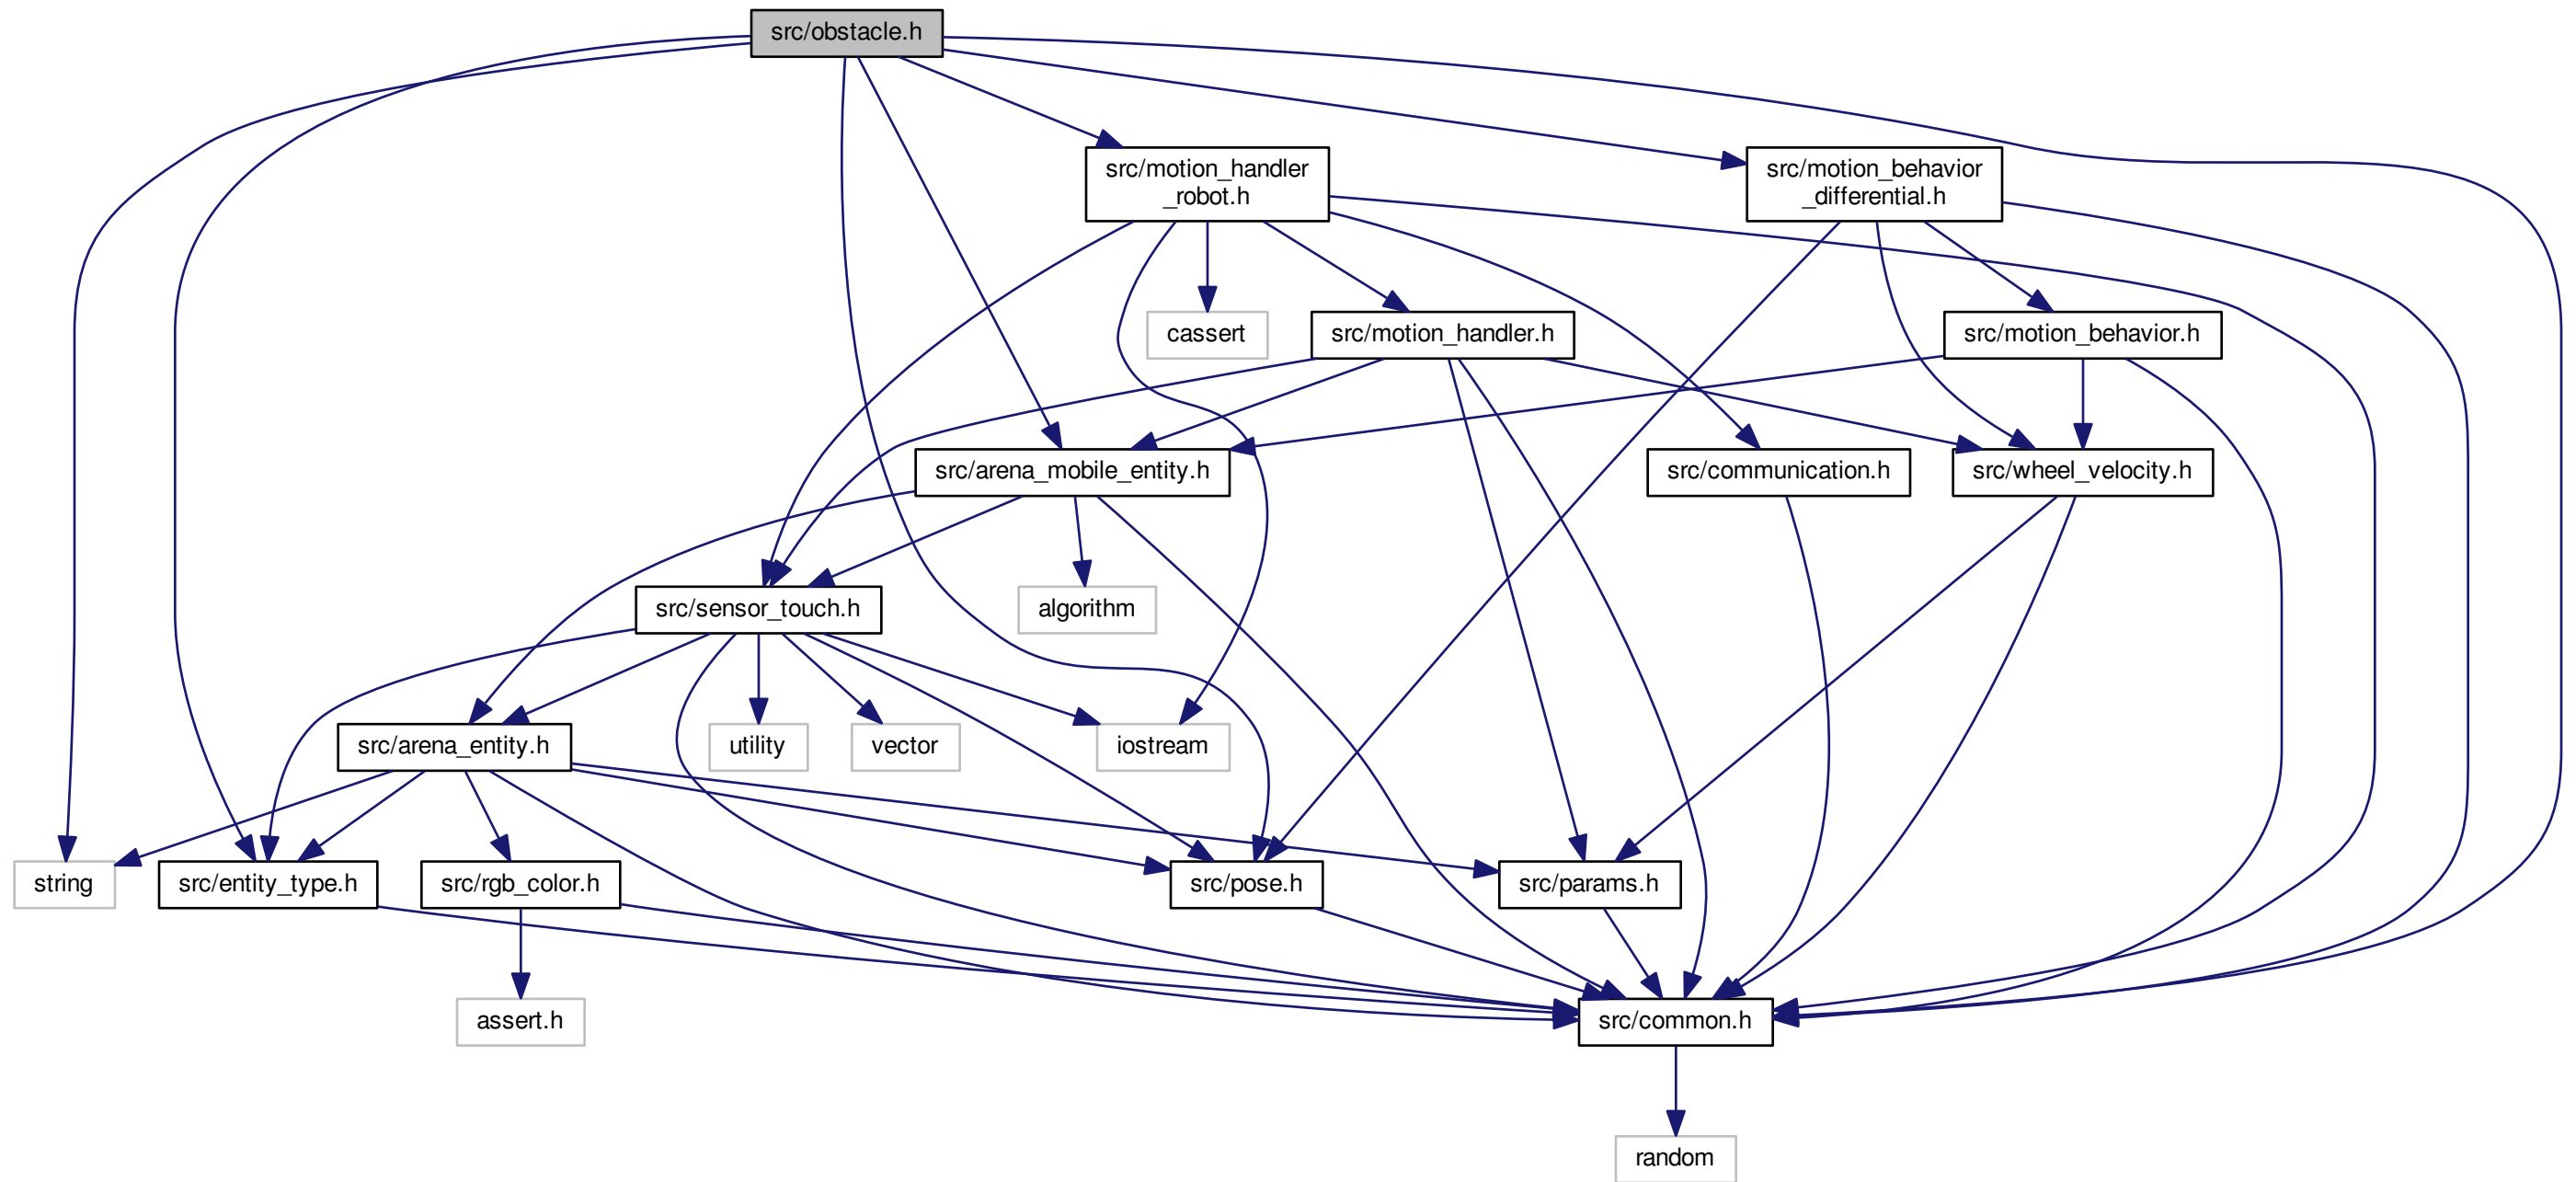 src/obstacle.h
src/motion_handler
_robot.h
src/motion_behavior
_differential.h
cassert
src/motion_handler.h
src/motion_behavior.h
src/arena_mobile_entity.h
src/communication.h
src/wheel_velocity.h
src/sensor_touch.h
algorithm
src/arena_entity.h
utility
vector
iostream
string
src/entity_type.h
src/rgb_color.h
src/pose.h
src/params.h
assert.h
src/common.h
random